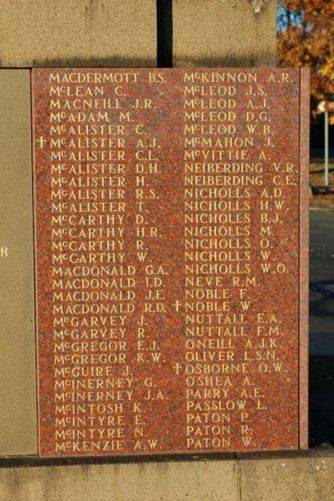 MACDERMOTT B.S.
McLEAN C.
MACNEILL J.R.
McADAM M.
McALISTER C.
†McALISTER A.J.
McALISTER C.L.
McALISTER D.H.
McALISTER H.
McALISTER R.S.
McALISTER T.
McCARTHY D.
McCARTHY H.R.
McCARTHY R.
McCARTHY W.
MACDONALD G.A.
MACDONALD I.D.
MACDONALD J.E.
MACDONALD R.D.
McGARVEY J.
McGARVEY R.
McGREGOR E.J.
McGREGOR K.W.
McGUIRE J.
McINERNEY G.
McINERNEY J.A.
McINTOSH K.
McINTYRE E.
McINTYRE N.
McKENZIE A.W.
McKINNON A.R.
McLEOD J.S.
McLEOD A.J.
McLEOD D.G.
McLEOD W.B.
McMAHON J.
McVITTIE A.
NEIBERDING V.R.
NEIBERDING C.E.
NICHOLLS A.D.
NICHOLLS H.W.
NICHOLLS B.J.
NICHOLLS M.
NICHOLLS O.
NICHOLLS W.
NICHOLLS W.O.
NEVE R.M.
NOBLE F.
†NOBLE W.
NUTTALL E.A.
NUTTALL F.M.
O'NEILL A.J.K.
OLIVER L.S.N.
†OSBORNE O.W.
O'SHEA A.
PARRY A.E.
PASSLOW L.
PATON P.
PATON R.
PATON W.